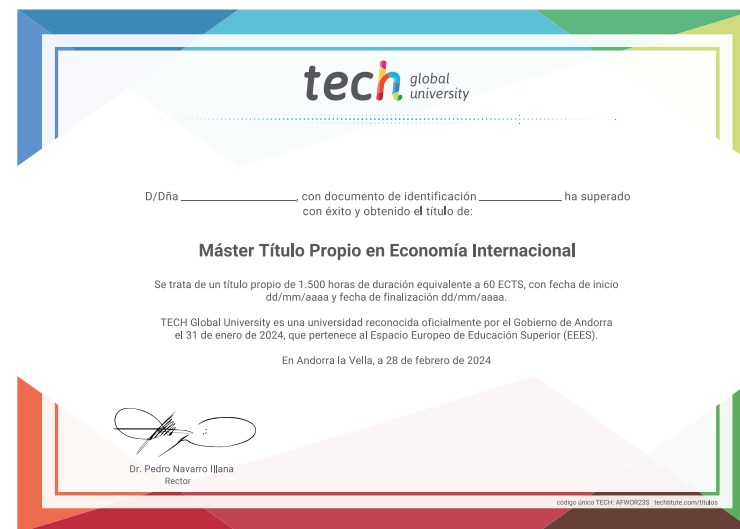 tech global university
D/Dña ______________, con documento de identificación ______________ ha superado
con éxito y obtenido el título de:
Máster Título Propio en Economía Internacional
Se trata de un título propio de 1.500 horas de duración equivalente a 60 ECTS, con fecha de inicio
dd/mm/aaaa y fecha de finalización dd/mm/aaaa.
TECH Global University es una universidad reconocida oficialmente por el Gobierno de Andorra
el 31 de enero de 2024, que pertenece al Espacio Europeo de Educación Superior (EEES).
En Andorra la Vella, a 28 de febrero de 2024
Dr. Pedro Navarro Illana
Rector
código único TECH: AFWOR23S techtitute.com/titulos